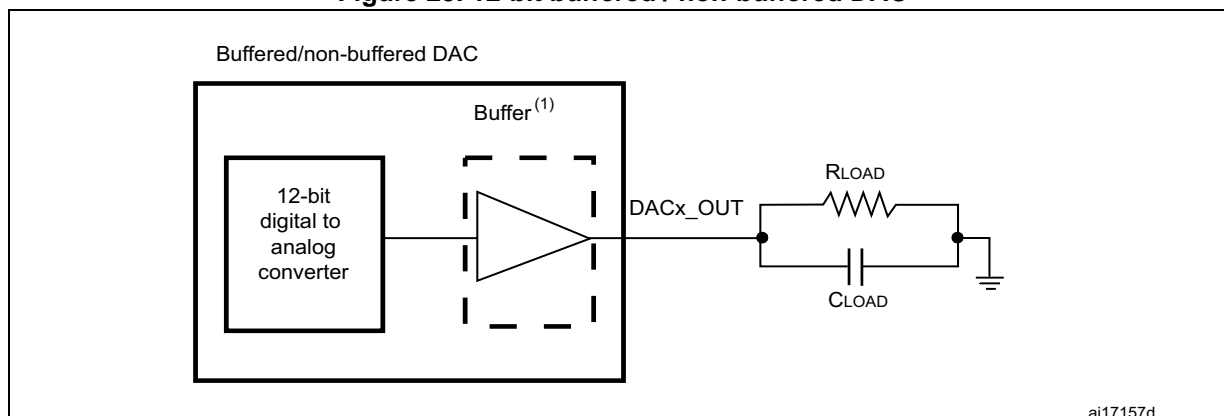 Buffered/non-buffered DAC
Buffer(1)
12-bit
digital to
analog
converter
DACx_OUT
RLOAD
CLOAD
ai17157d